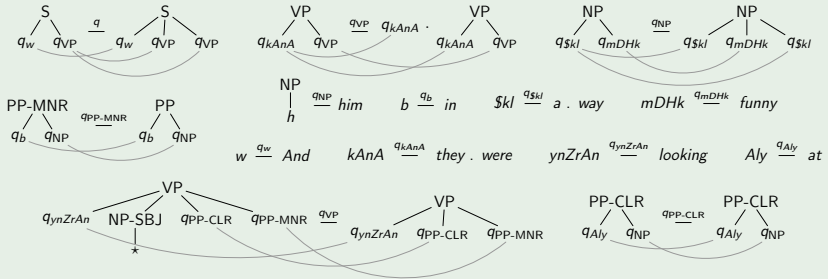 S q S VP q_VP VP NP q_NP NP
q_w q_VP q_w q_VP q_VP q_kAnA q_VP q_kAnA · q_kAnA q_VP q_$kl q_mDHk q_$kl q_mDHk q_$kl
PP-MNR q_PP-MNR PP NP
q_b q_NP q_b q_NP h q_NP him b q_b in $kl q_$kl a . way mDHk q_mDHk funny
w q_w And kAnA q_kAnA they . were ynZrAn q_ynZrAn looking Aly q_Aly at
VP q_VP VP PP-CLR q_PP-CLR PP-CLR
q_ynZrAn NP-SBJ q_PP-CLR q_PP-MNR q_ynZrAn q_PP-CLR q_PP-MNR q_Aly q_NP q_Aly q_NP
⋆